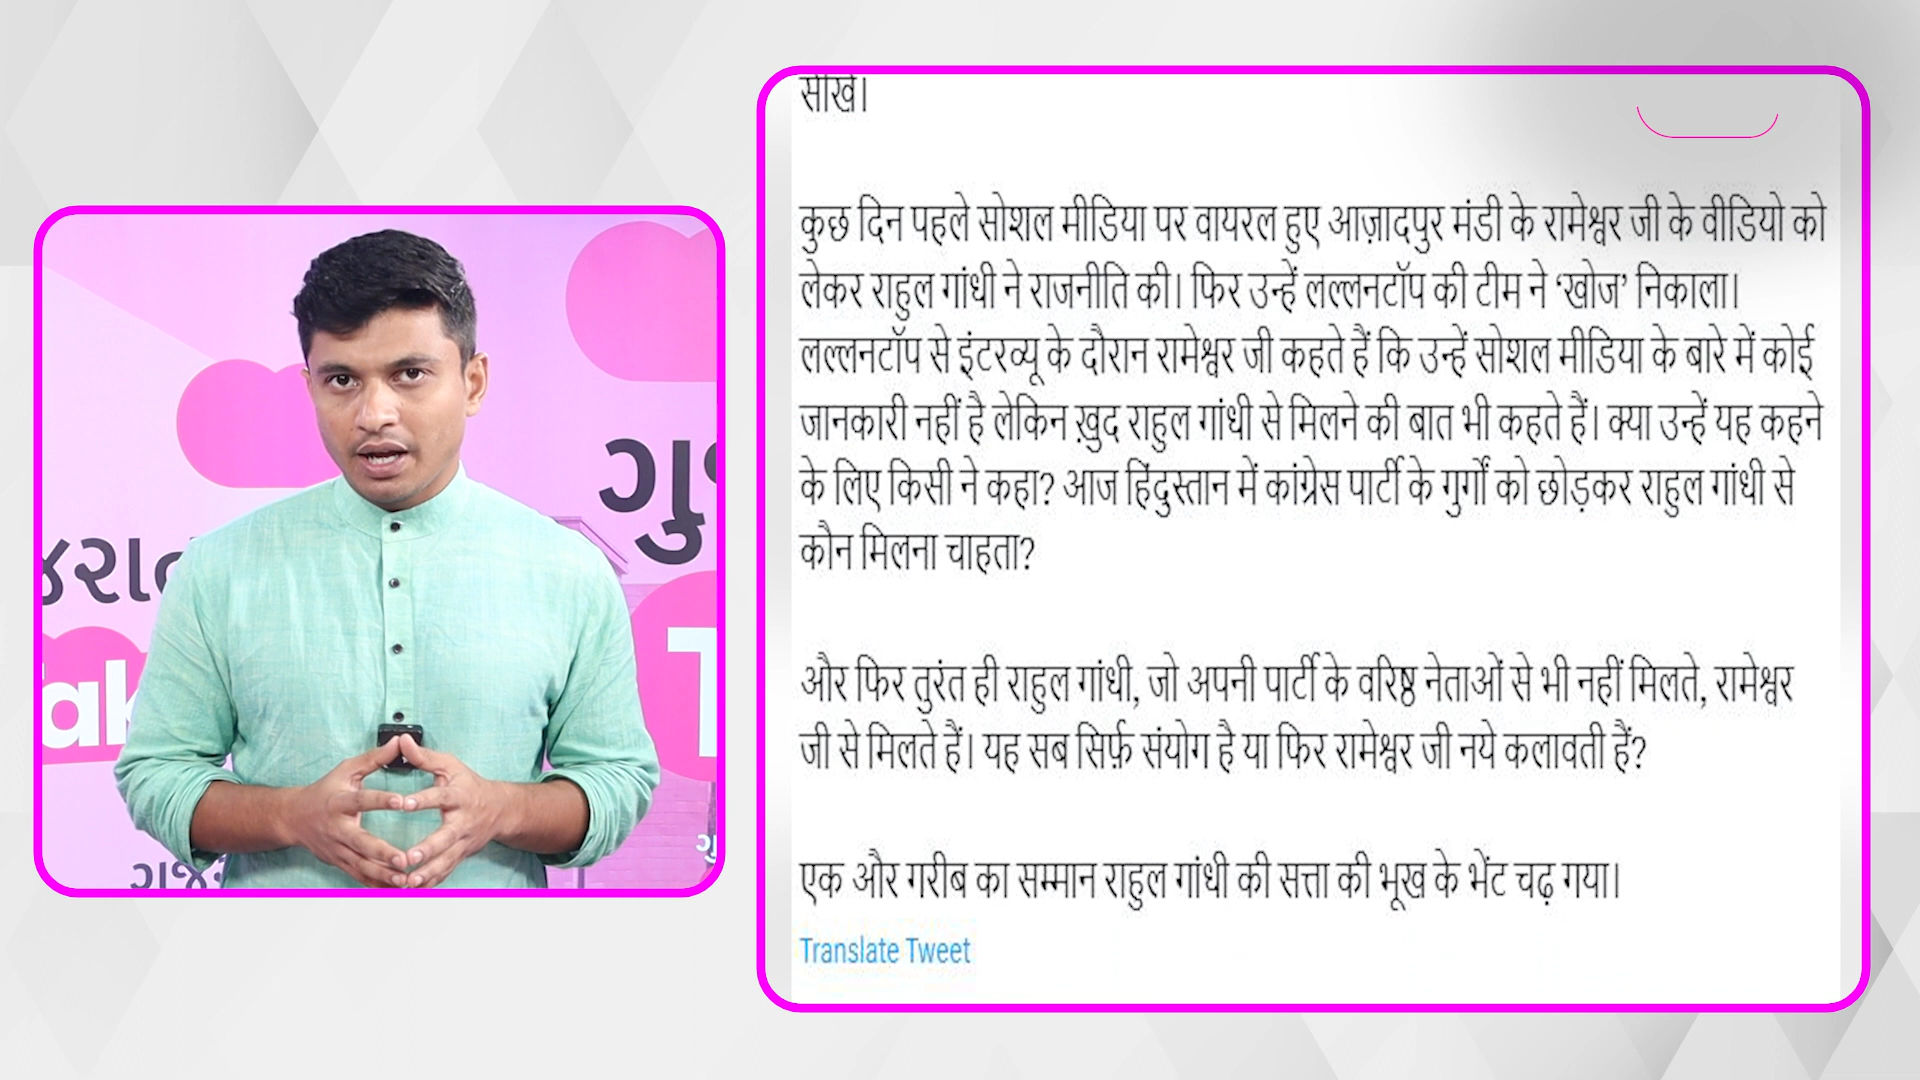 ગુજ
જરાત
Tak
T
ગુજ
ગુ
सीखें।
कुछ दिन पहले सोशल मीडिया पर वायरल हुए आज़ादपुर मंडी के रामेश्वर जी के वीडियो को
लेकर राहुल गांधी ने राजनीति की। फिर उन्हें लल्लनटॉप की टीम ने ‘खोज’ निकाला।
लल्लनटॉप से इंटरव्यू के दौरान रामेश्वर जी कहते हैं कि उन्हें सोशल मीडिया के बारे में कोई
जानकारी नहीं है लेकिन ख़ुद राहुल गांधी से मिलने की बात भी कहते हैं। क्या उन्हें यह कहने
के लिए किसी ने कहा? आज हिंदुस्तान में कांग्रेस पार्टी के गुर्गों को छोड़कर राहुल गांधी से
कौन मिलना चाहता?
और फिर तुरंत ही राहुल गांधी, जो अपनी पार्टी के वरिष्ठ नेताओं से भी नहीं मिलते, रामेश्वर
जी से मिलते हैं। यह सब सिर्फ़ संयोग है या फिर रामेश्वर जी नये कलावती हैं?
एक और गरीब का सम्मान राहुल गांधी की सत्ता की भूख के भेंट चढ़ गया।
Translate Tweet